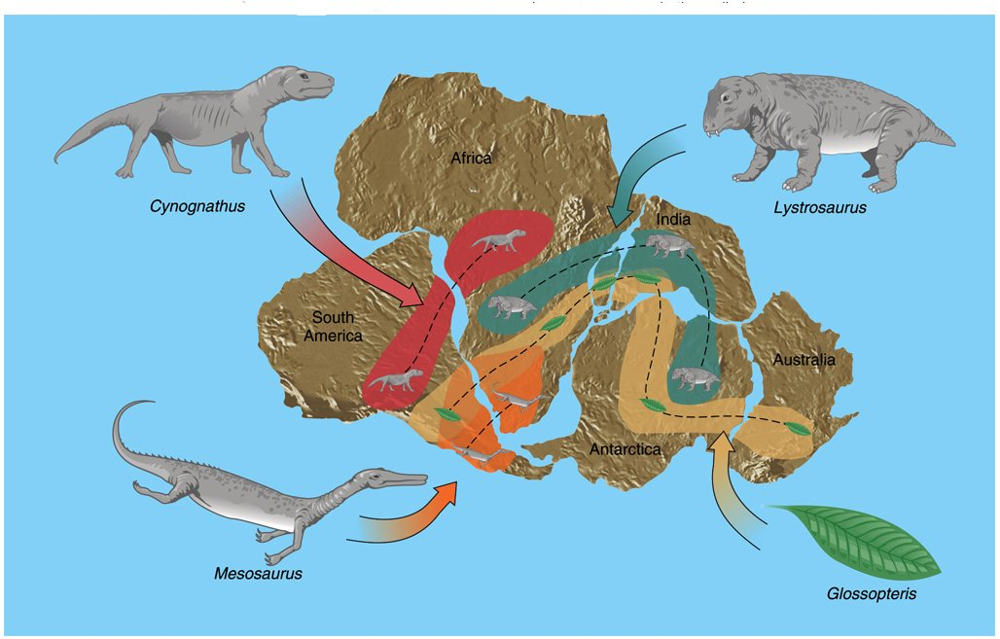 Africa
India
Cynognathus
Lystrosaurus
South
America
Australia
Antarctica
Mesosaurus
Glossopteris